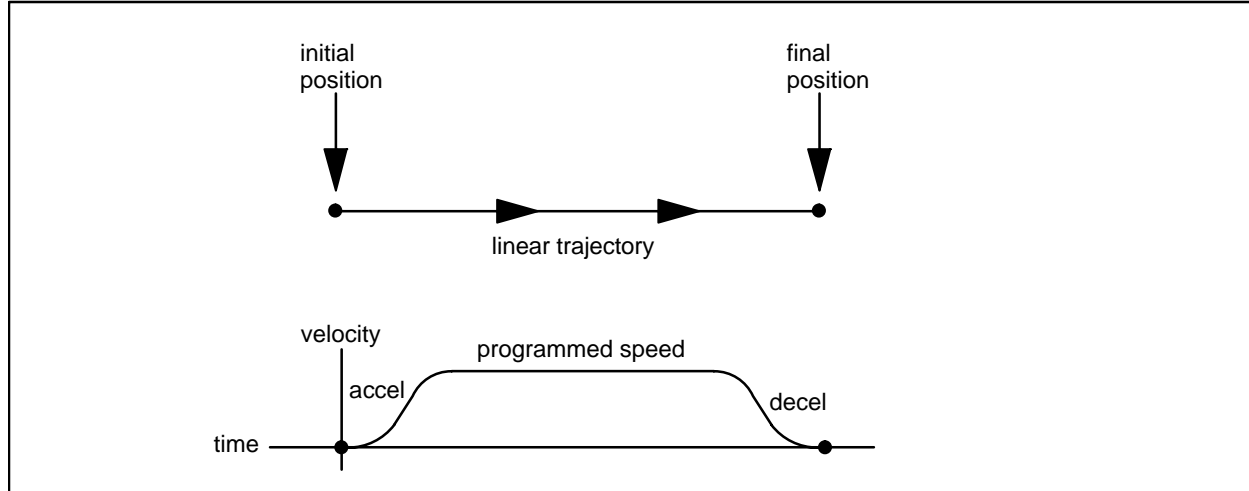 initial
position
final
position
linear trajectory
velocity
programmed speed
accel
decel
time